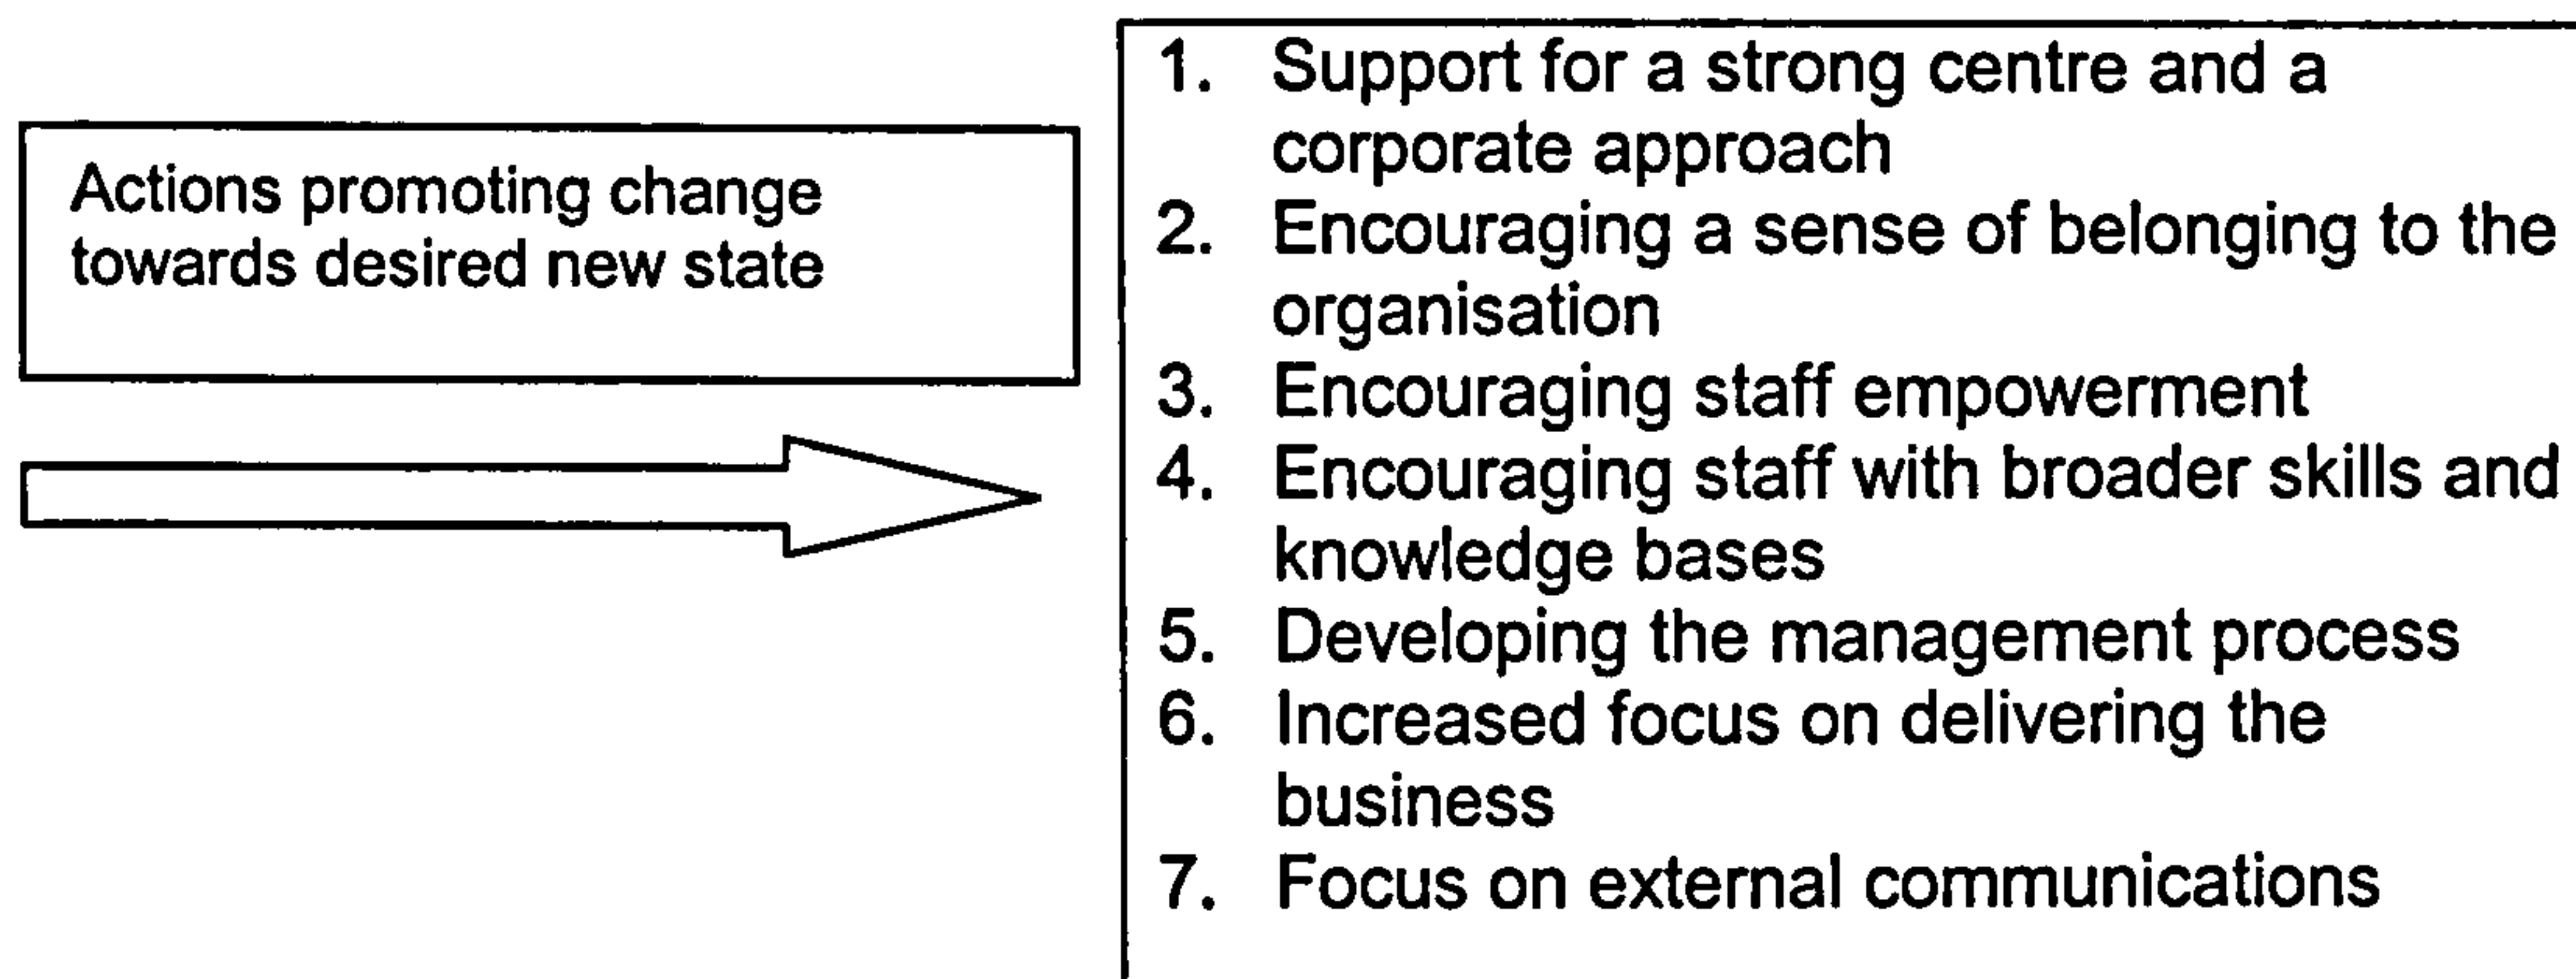 Actions promoting change
towards desired new state
1. Support for a strong centre and a
corporate approach
2. Encouraging a sense of belonging to the
organisation
3. Encouraging staff empowerment
4. Encouraging staff with broader skills and
knowledge bases
5. Developing the management process
6. Increased focus on delivering the
business
7. Focus on external communications